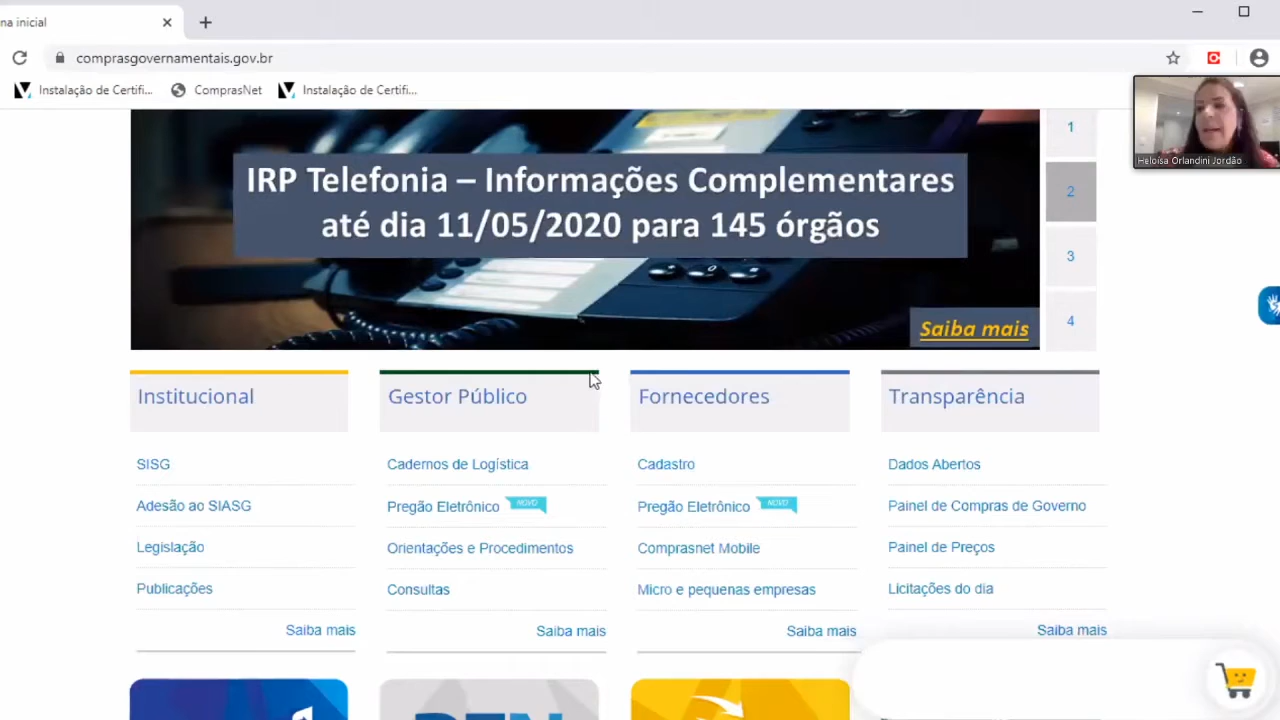 na inicial
comprasgovernamentais.gov.br
Instalação de Certifi...
ComprasNet
Instalação de Certifi...
Heloísa Orlandini Jordão
IRP Telefonia – Informações Complementares
até dia 11/05/2020 para 145 órgãos
Saiba mais
1
2
3
4
Institucional
SISG
Adesão ao SIASG
Legislação
Publicações
Saiba mais
Gestor Público
Cadernos de Logística
Pregão Eletrônico NOVO
Orientações e Procedimentos
Consultas
Saiba mais
Fornecedores
Cadastro
Pregão Eletrônico NOVO
Comprasnet Mobile
Micro e pequenas empresas
Saiba mais
Transparência
Dados Abertos
Painel de Compras de Governo
Painel de Preços
Licitações do dia
Saiba mais